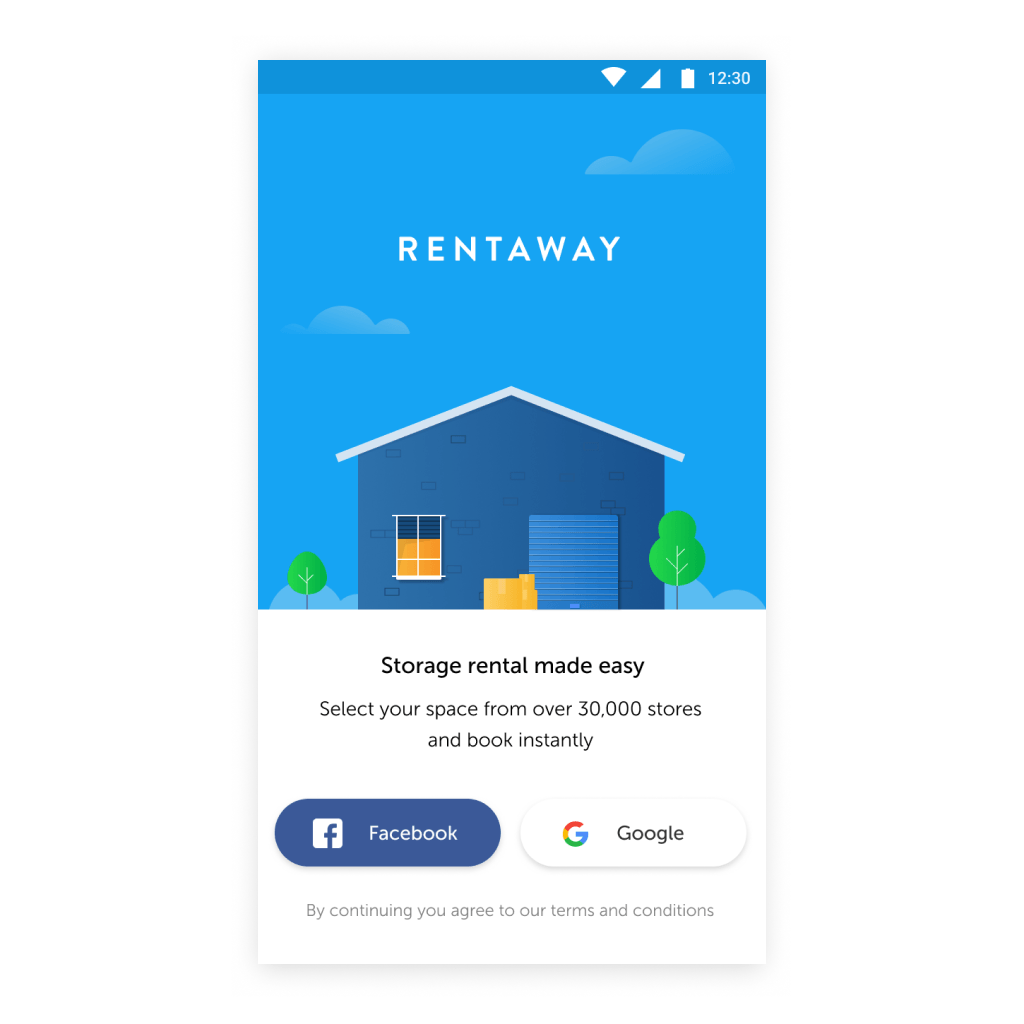 12:30
RENTAWAY
Storage rental made easy
Select your space from over 30,000 stores
and book instantly
Facebook
Google
By continuing you agree to our terms and conditions